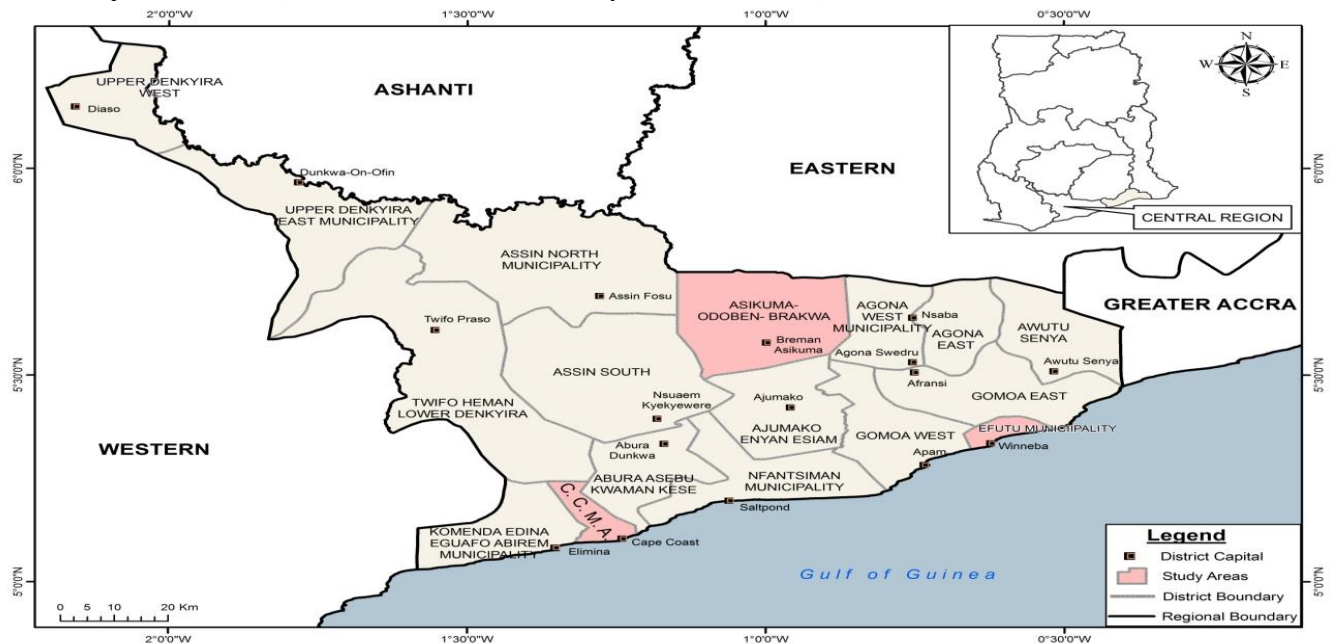 2°0'0"W
1°30'0"W
1°0'0"W
0°30'0"W
UPPER DENKYIRA
WEST
Diaso
ASHANTI
EASTERN
N
W
E
S
CENTRAL REGION
6°0'0"N
6°0'0"N
Dunkwa-On-Ofin
UPPER DENKYIRA
EAST MUNICIPALITY
ASSIN NORTH
MUNICIPALITY
Assin Fosu
Twifo Praso
ASIKUMA-
ODOBEN- BRAKWA
Breman
Asikuma
AGONA
WEST
MUNICIPALITY
Nsaba
AGONA
EAST
Agona Swedru
Afransi
AWUTU
SENYA
Awutu Senya
GREATER ACCRA
5°30'0"N
5°30'0"N
ASSIN SOUTH
Nsuaem
Kyekyewere
TWIFO HEMAN
LOWER DENKYIRA
Ajumako
AJUMAKO
ENYAN ESIAM
GOMOA EAST
GOMOA WEST
EFUTU MUNICIIPALITY
Winneba
Apam
WESTERN
Abura
Dunkwa
ABURA ASEBU
KWAMAN KESE
NFANTSIMAN
MUNICIPALITY
Saltpond
C. C. M. A.
KOMENDA EDINA
EGUAFO ABIREM
MUNICIPALITY
Elimina
Cape Coast
Gulf of Guinea
5°0'0"N
5°0'0"N
Legend
District Capital
Study Areas
District Boundary
Regional Boundary
0 5 10 20 Km
2°0'0"W
1°30'0"W
1°0'0"W
0°30'0"W